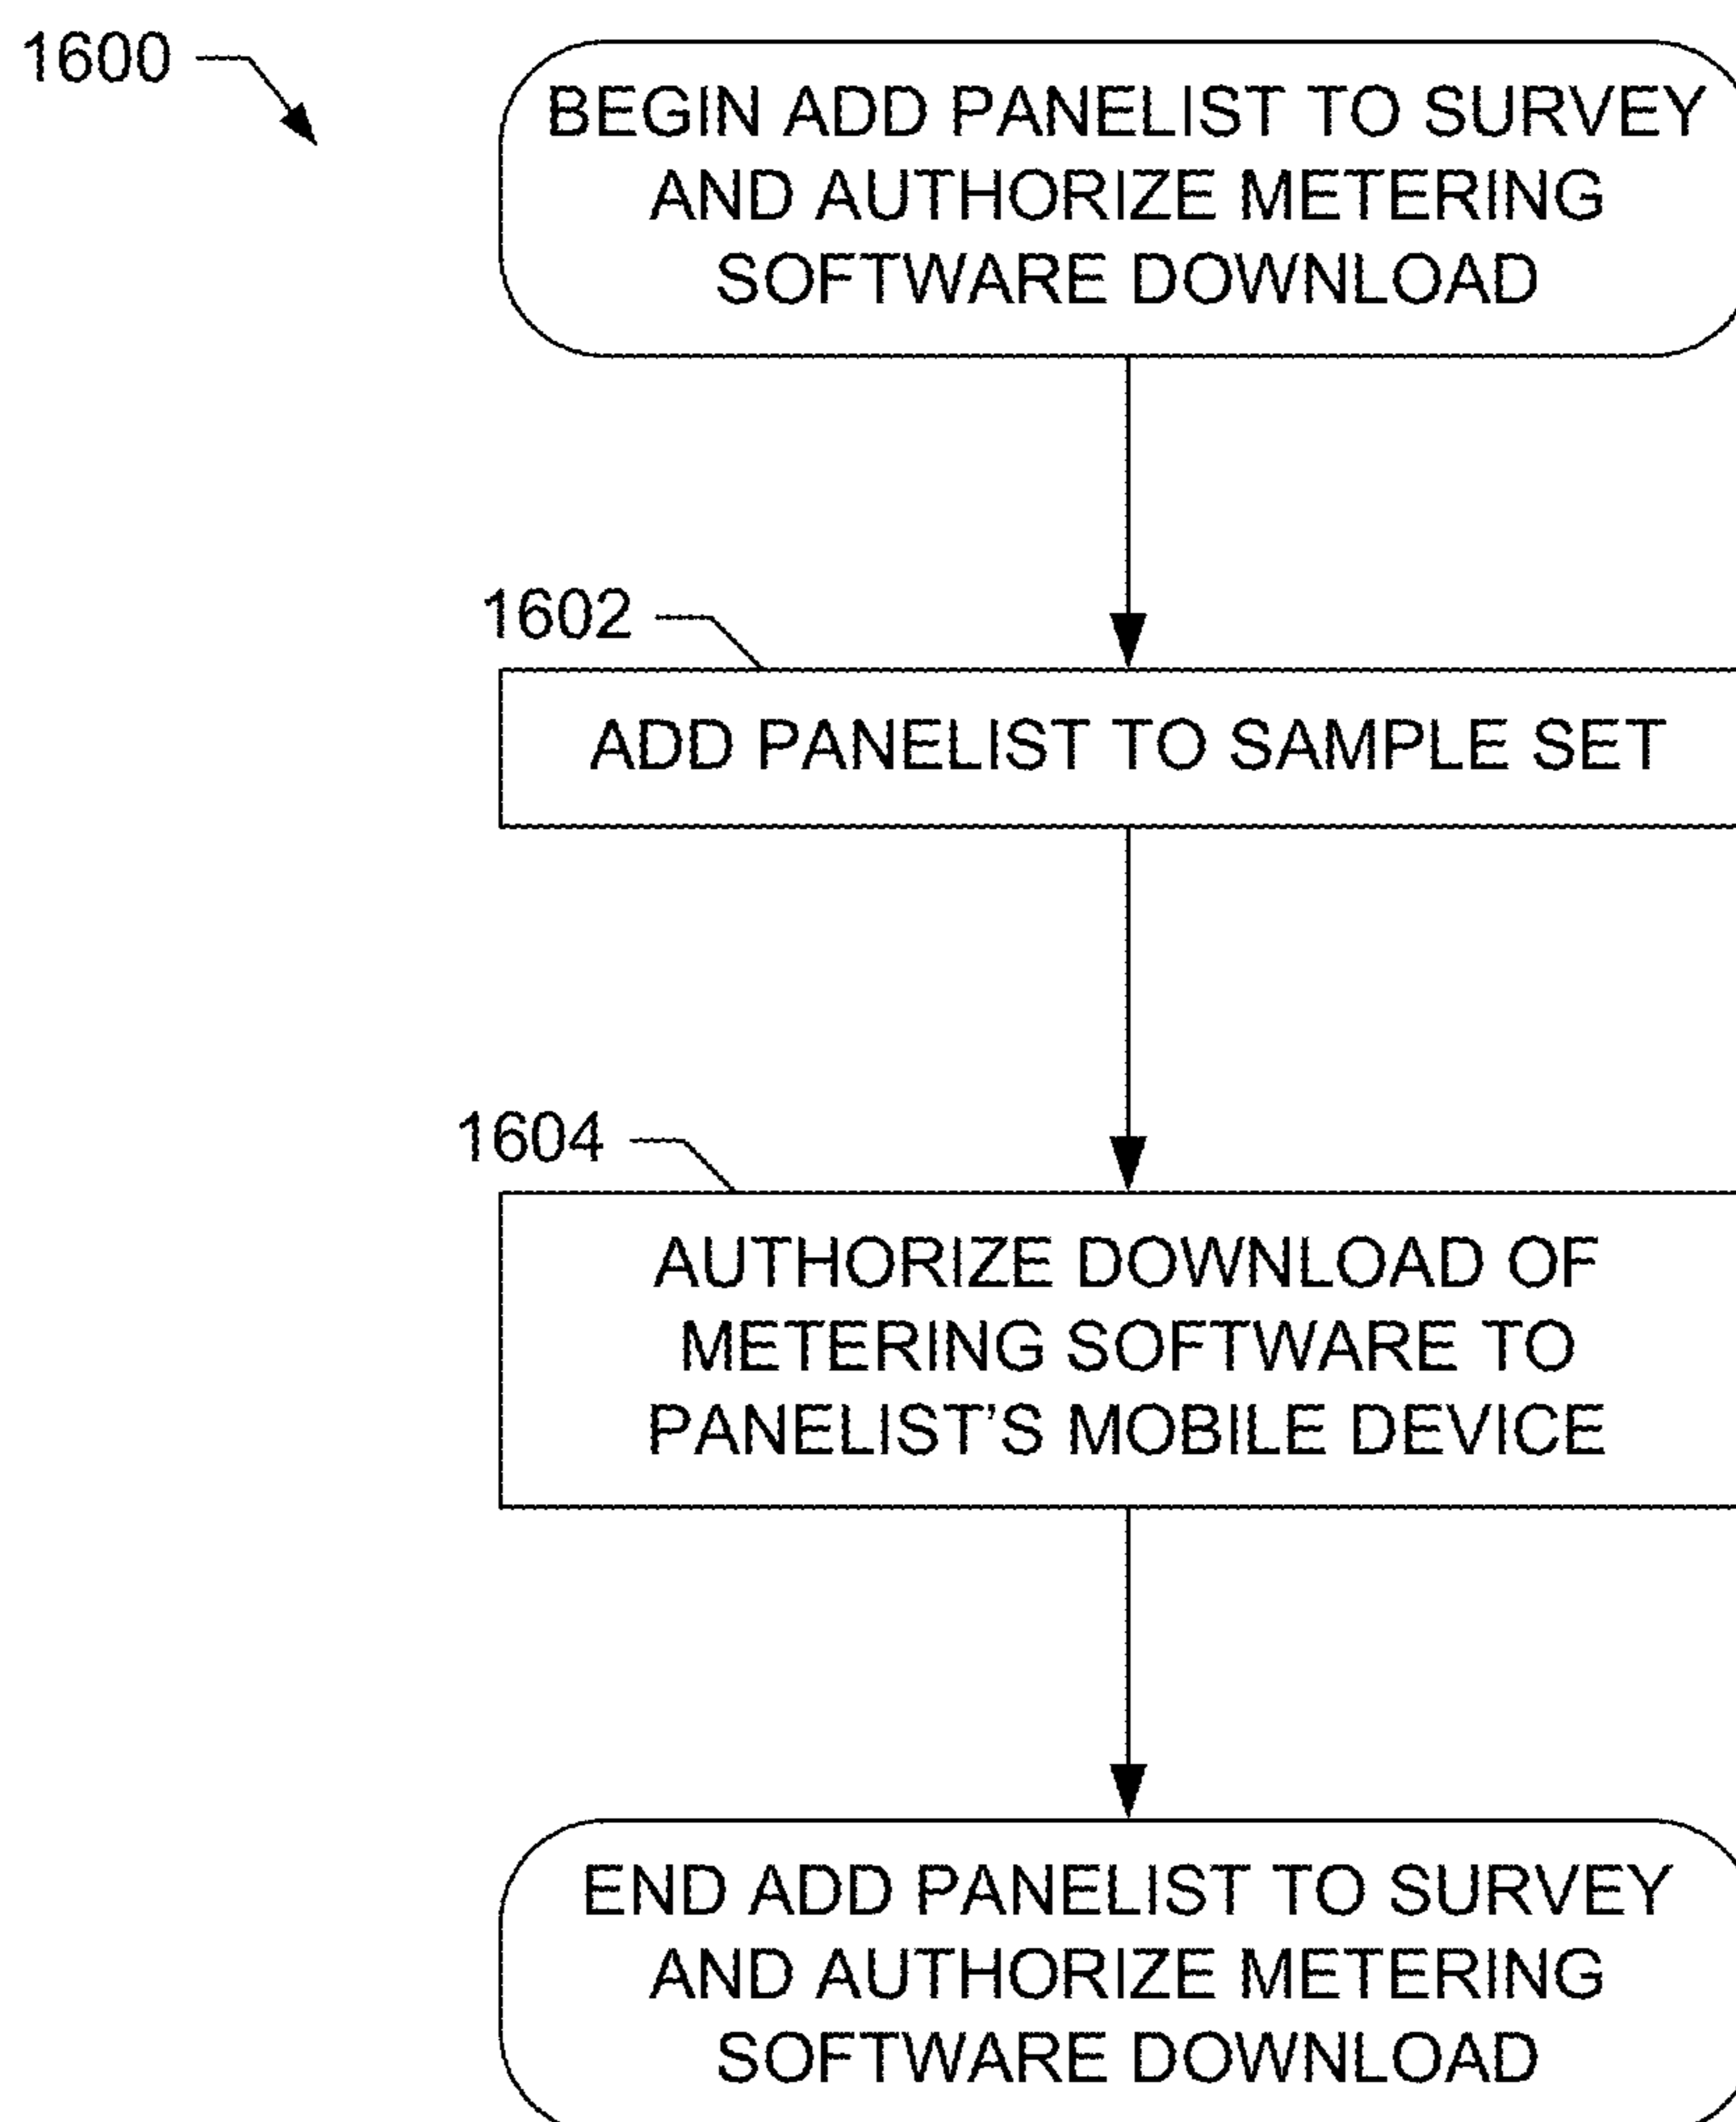 1600
BEGIN ADD PANELIST TO SURVEY
AND AUTHORIZE METERING
SOFTWARE DOWNLOAD
1602
ADD PANELIST TO SAMPLE SET
1604
AUTHORIZE DOWNLOAD OF
METERING SOFTWARE TO
PANELIST'S MOBILE DEVICE
END ADD PANELIST TO SURVEY
AND AUTHORIZE METERING
SOFTWARE DOWNLOAD